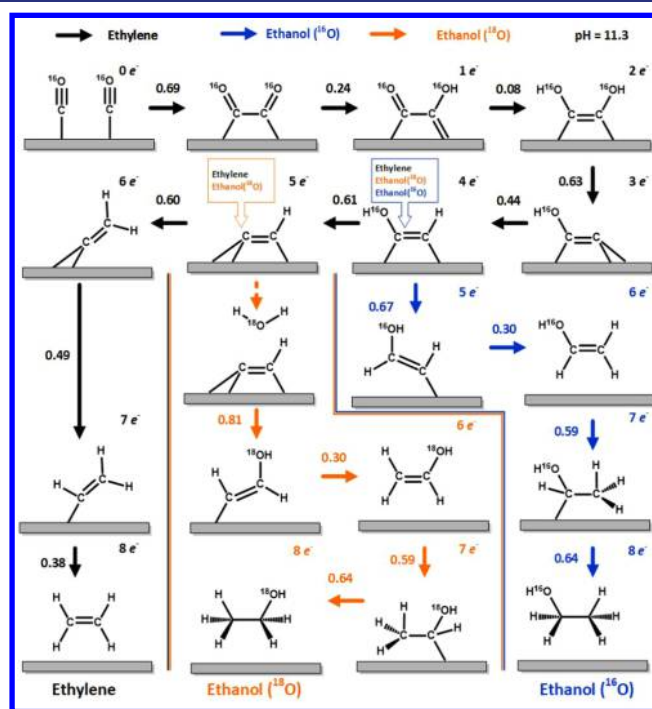 Ethylene Ethanol (¹⁶O) Ethanol (¹⁸O) pH = 11.3
0 e⁻ 1 e⁻ 2 e⁻
¹⁶O ¹⁶O 0.69 ¹⁶O ¹⁶O 0.24 ¹⁶O ¹⁶OH 0.08 H¹⁶O ¹⁶OH
C C C C C C C C
0.63
6 e⁻ 5 e⁻ 4 e⁻ 3 e⁻
Ethylene
Ethanol(¹⁸O)
Ethylene
Ethanol(¹⁸O)
Ethanol(¹⁶O)
H C H C 0.60 C C H 0.61 H¹⁶O C C H 0.44 H¹⁶O C C
5 e⁻ 6 e⁻
H ¹⁸O H 0.67
¹⁶OH H C C H 0.30 H¹⁶O C C H H H
0.49 C C H
0.81 0.59
7 e⁻ 6 e⁻ 7 e⁻
H C H C H ¹⁸OH H C C H 0.30 H C H C ¹⁸OH H H¹⁶O H C C H H H
0.38 8 e⁻ 0.59 7 e⁻ 0.64 8 e⁻
0.64
H C H C H H ¹⁸OH H C H C H H H C H C H ¹⁸OH H H¹⁶O H C H C H H H
Ethylene Ethanol (¹⁸O) Ethanol (¹⁶O)